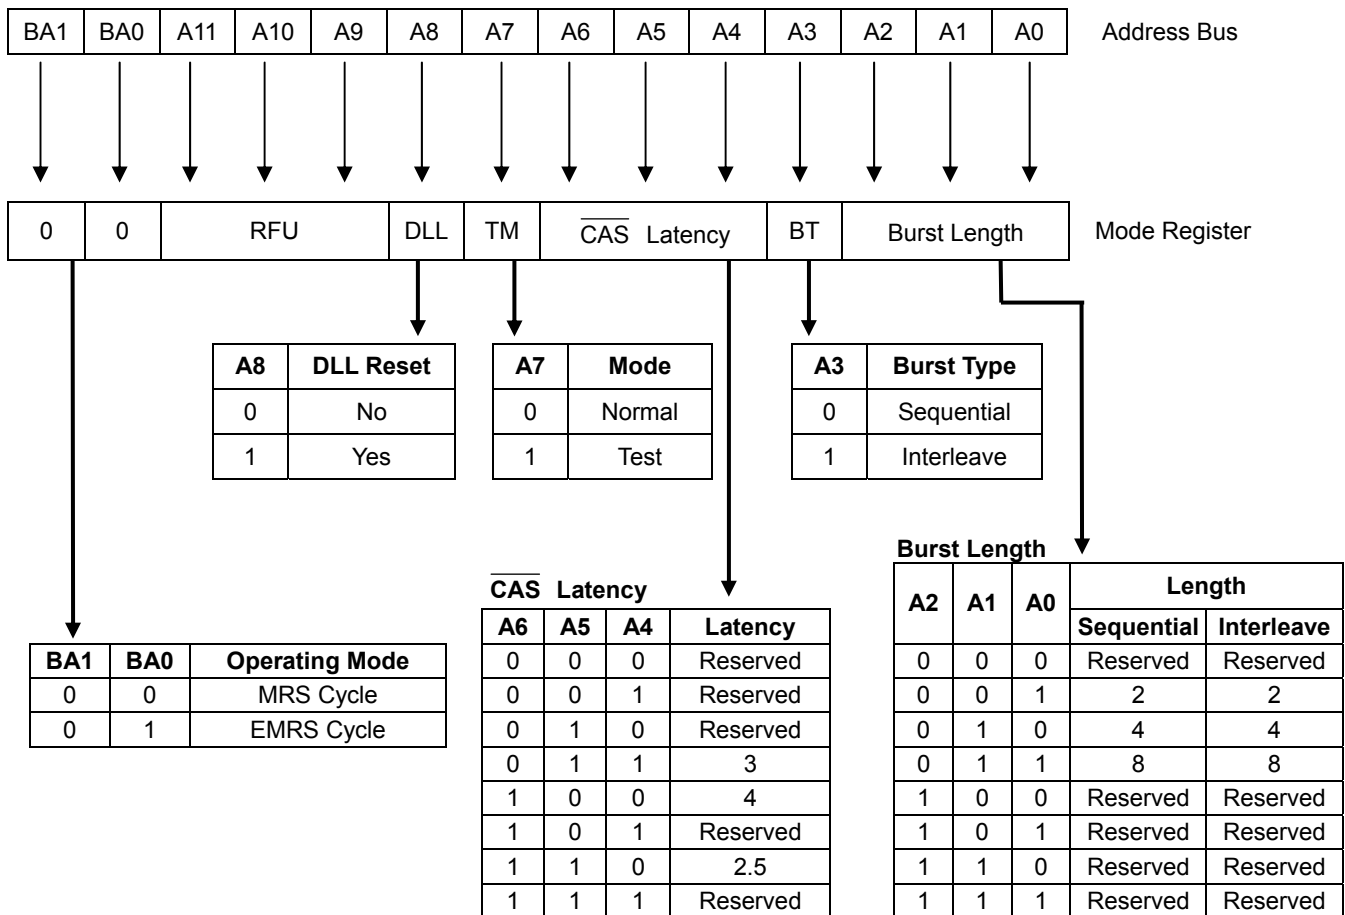 BA1 BA0 A11 A10 A9 A8 A7 A6 A5 A4 A3 A2 A1 A0 Address Bus
0 0 RFU DLL TM CAS Latency BT Burst Length Mode Register
A8 DLL Reset
0 No
1 Yes
A7 Mode
0 Normal
1 Test
A3 Burst Type
0 Sequential
1 Interleave
BA1 BA0 Operating Mode
0 0 MRS Cycle
0 1 EMRS Cycle
CAS Latency
A6 A5 A4 Latency
0 0 0 Reserved
0 0 1 Reserved
0 1 0 Reserved
0 1 1 3
1 0 0 4
1 0 1 Reserved
1 1 0 2.5
1 1 1 Reserved
Burst Length
A2 A1 A0 Length
Sequential Interleave
0 0 0 Reserved Reserved
0 0 1 2 2
0 1 0 4 4
0 1 1 8 8
1 0 0 Reserved Reserved
1 0 1 Reserved Reserved
1 1 0 Reserved Reserved
1 1 1 Reserved Reserved